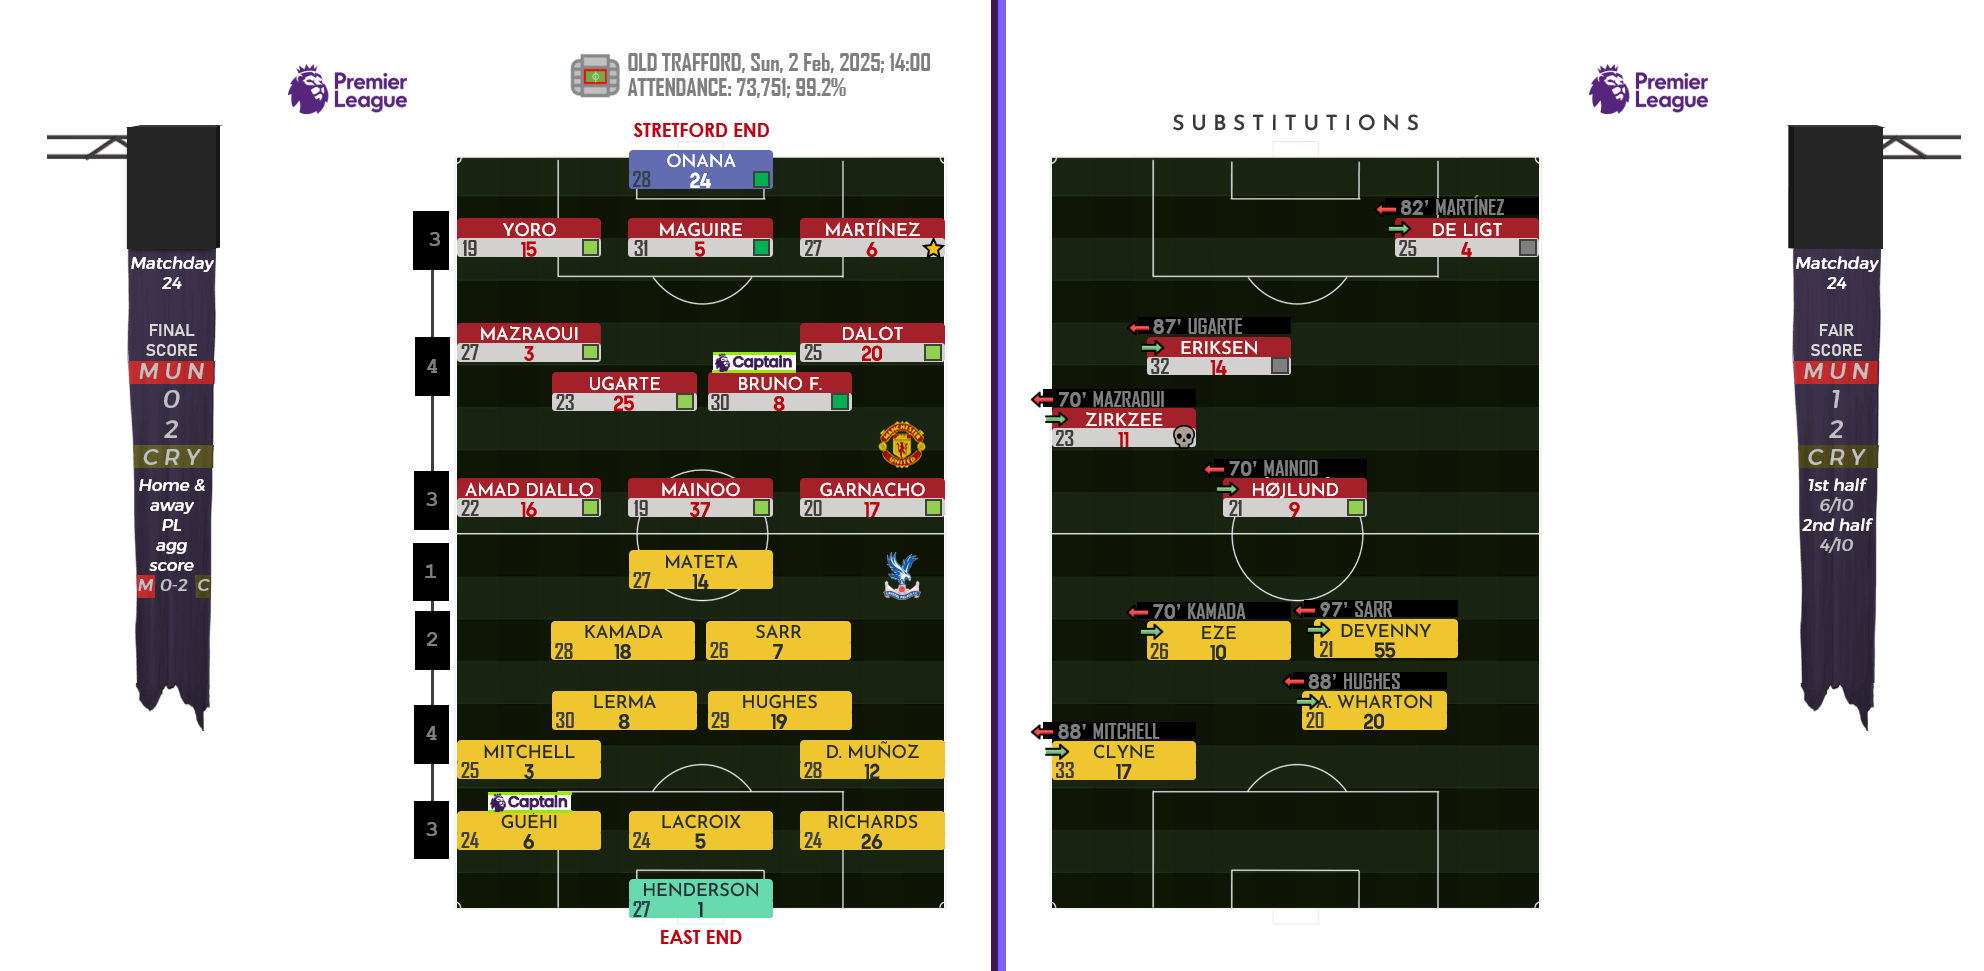 Premier
League
OLD TRAFFORD, Sun, 2 Feb, 2025; 14:00
ATTENDANCE: 73,751; 99.2%
STRETFORD END
Matchday
24
FINAL
SCORE
MUN
0
2
CRY
Home &
away
PL
agg
score
M 0-2 C
3
4
3
1
2
4
3
ONANA
28 24
YORO
19 15
MAGUIRE
31 5
MARTÍNEZ
27 6
MAZRAOUI
27 3
DALOT
25 20
Captain
UGARTE
23 25
BRUNO F.
30 8
MANCHESTER
UNITED
AMAD DIALLO
22 16
MAINOO
19 37
GARNACHO
20 17
MATETA
27 14
KAMADA
28 18
SARR
26 7
LERMA
30 8
HUGHES
29 19
MITCHELL
25 3
D. MUÑOZ
28 12
Captain
GUÉHI
24 6
LACROIX
24 5
RICHARDS
24 26
HENDERSON
27 1
EAST END
Premier
League
SUBSTITUTIONS
82' MARTÍNEZ
DE LIGT
25 4
87' UGARTE
ERIKSEN
32 14
70' MAZRAOUI
ZIRKZEE
23 11
70' MAINOO
HØJLUND
21 9
70' KAMADA
EZE
26 10
97' SARR
DEVENNY
21 55
88' HUGHES
A. WHARTON
20 20
88' MITCHELL
CLYNE
33 17
Matchday
24
FAIR
SCORE
MUN
1
2
CRY
1st half
6/10
2nd half
4/10